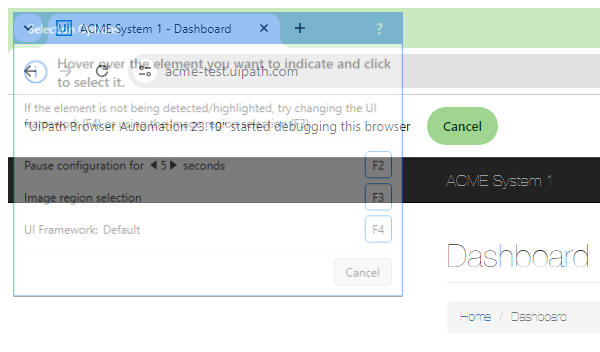 Selection Options
ACME System 1 - Dashboard
?
Hover over the element you want to indicate and click
to select it.
acme-test.uipath.com
If the element is not being detected/highlighted, try changing the UI
framework (F4) or using the image region selection (F3).
"UiPath Browser Automation 23.10" started debugging this browser
Cancel
Pause configuration for 5 seconds
F2
ACME System 1
Image region selection
F3
UI Framework: Default
F4
Dashboard
Cancel
Home / Dashboard